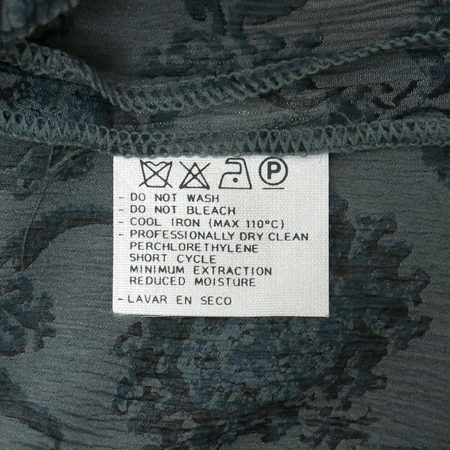 P
- DO NOT WASH
- DO NOT BLEACH
- COOL IRON (MAX 110°C)
- PROFESSIONALLY DRY CLEAN
PERCHLORETHYLENE
SHORT CYCLE
MINIMUM EXTRACTION
REDUCED MOISTURE
- LAVAR EN SECO